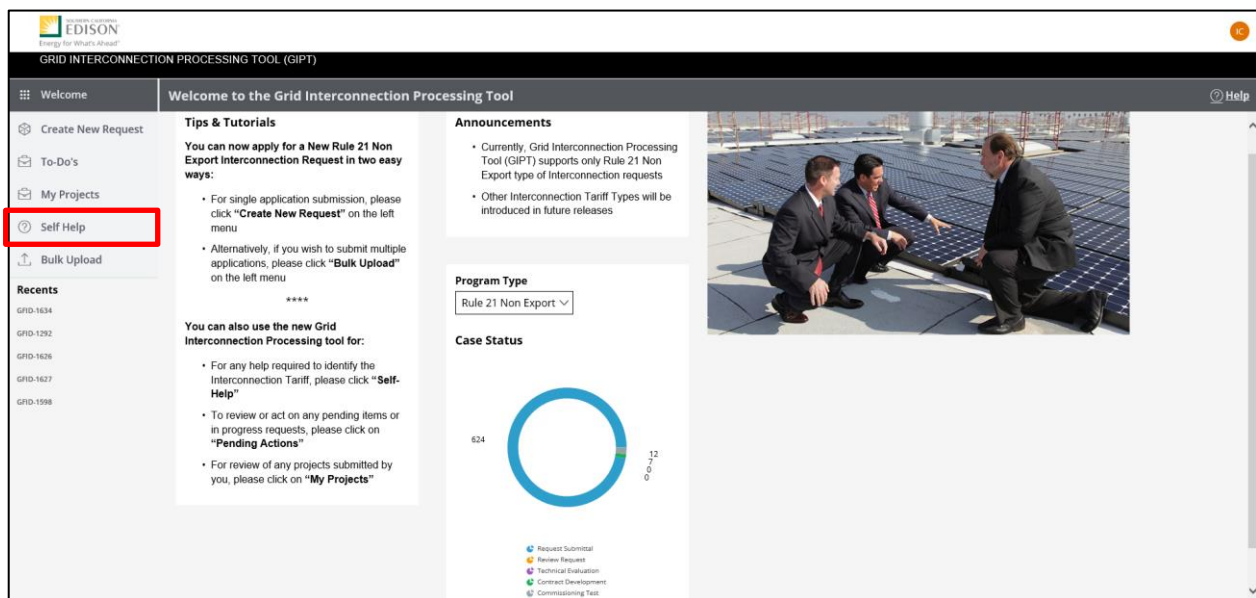 SOUTHERN CALIFORNIA
EDISON
Energy for What's Ahead
IC
GRID INTERCONNECTION PROCESSING TOOL (GIPT)
Welcome
Welcome to the Grid Interconnection Processing Tool
Help
Create New Request
To-Do's
My Projects
Self Help
Bulk Upload
Recents
GFID-1634
GFID-1292
GFID-1626
GFID-1627
GFID-1598
Tips & Tutorials
You can now apply for a New Rule 21 Non
Export Interconnection Request in two easy
ways:
• For single application submission, please
click “Create New Request” on the left
menu
• Alternatively, if you wish to submit multiple
applications, please click “Bulk Upload”
on the left menu
****
You can also use the new Grid
Interconnection Processing tool for:
• For any help required to identify the
Interconnection Tariff, please click “Self-
Help”
• To review or act on any pending items or
in progress requests, please click on
“Pending Actions”
• For review of any projects submitted by
you, please click on “My Projects”
Announcements
• Currently, Grid Interconnection Processing
Tool (GIPT) supports only Rule 21 Non
Export type of Interconnection requests
• Other Interconnection Tariff Types will be
introduced in future releases
Program Type
Rule 21 Non Export
Case Status
624
12
7
0
0
Request Submittal
Review Request
Technical Evaluation
Contract Development
Commissioning Test